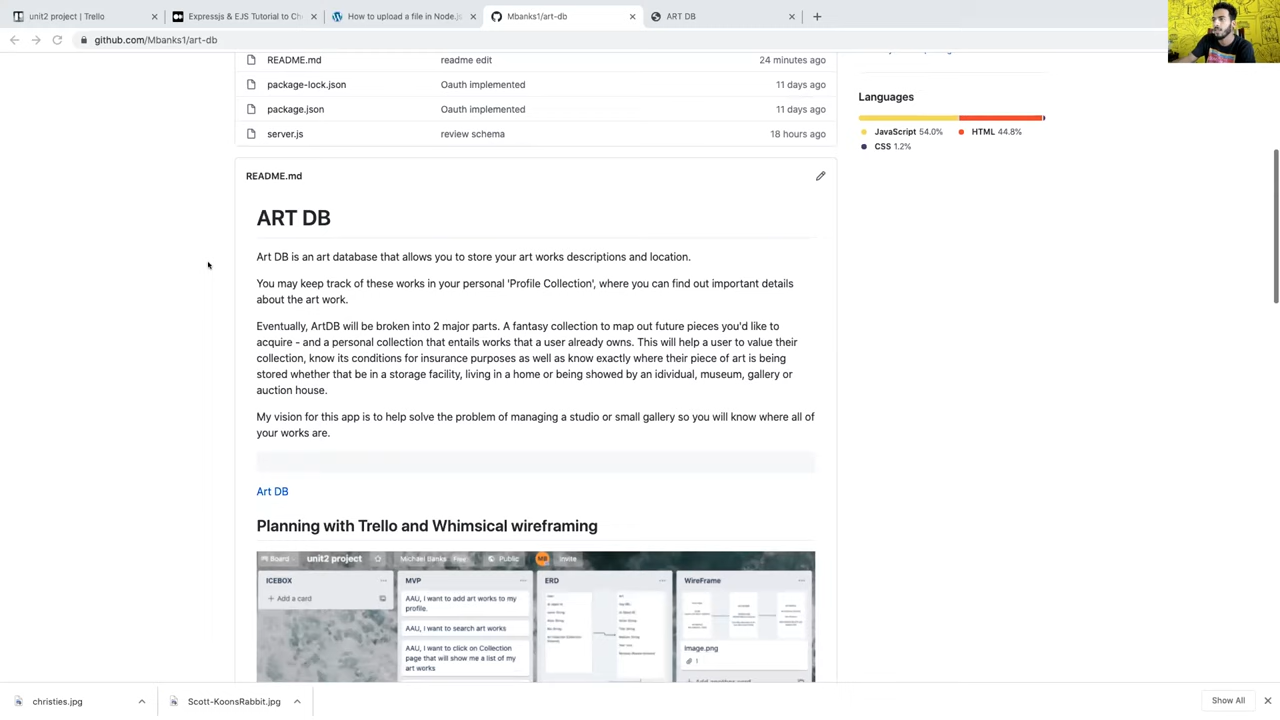 unit2 project | Trello
Expressjs & EJS Tutorial to Ch
How to upload a file in Node.j
Mbanks1/art-db
ART DB
github.com/Mbanks1/art-db
README.md readme edit 24 minutes ago
package-lock.json Oauth implemented 11 days ago
package.json Oauth implemented 11 days ago
server.js review schema 18 hours ago
Languages
JavaScript 54.0% HTML 44.8%
CSS 1.2%
README.md
ART DB
Art DB is an art database that allows you to store your art works descriptions and location.
You may keep track of these works in your personal 'Profile Collection', where you can find out important details
about the art work.
Eventually, ArtDB will be broken into 2 major parts. A fantasy collection to map out future pieces you'd like to
acquire - and a personal collection that entails works that a user already owns. This will help a user to value their
collection, know its conditions for insurance purposes as well as know exactly where their piece of art is being
stored whether that be in a storage facility, living in a home or being showed by an idividual, museum, gallery or
auction house.
My vision for this app is to help solve the problem of managing a studio or small gallery so you will know where all of
your works are.
Art DB
Planning with Trello and Whimsical wireframing
Board unit2 project Michael Banks Free Public MB Invite
ICEBOX
+ Add a card
MVP
AAU, I want to add art works to my
profile.
AAU, I want to search art works
AAU, I want to click on Collection
page that will show me a list of my
art works
ERD
WireFrame
image.png
1
christies.jpg
Scott-KoonsRabbit.jpg
Show All